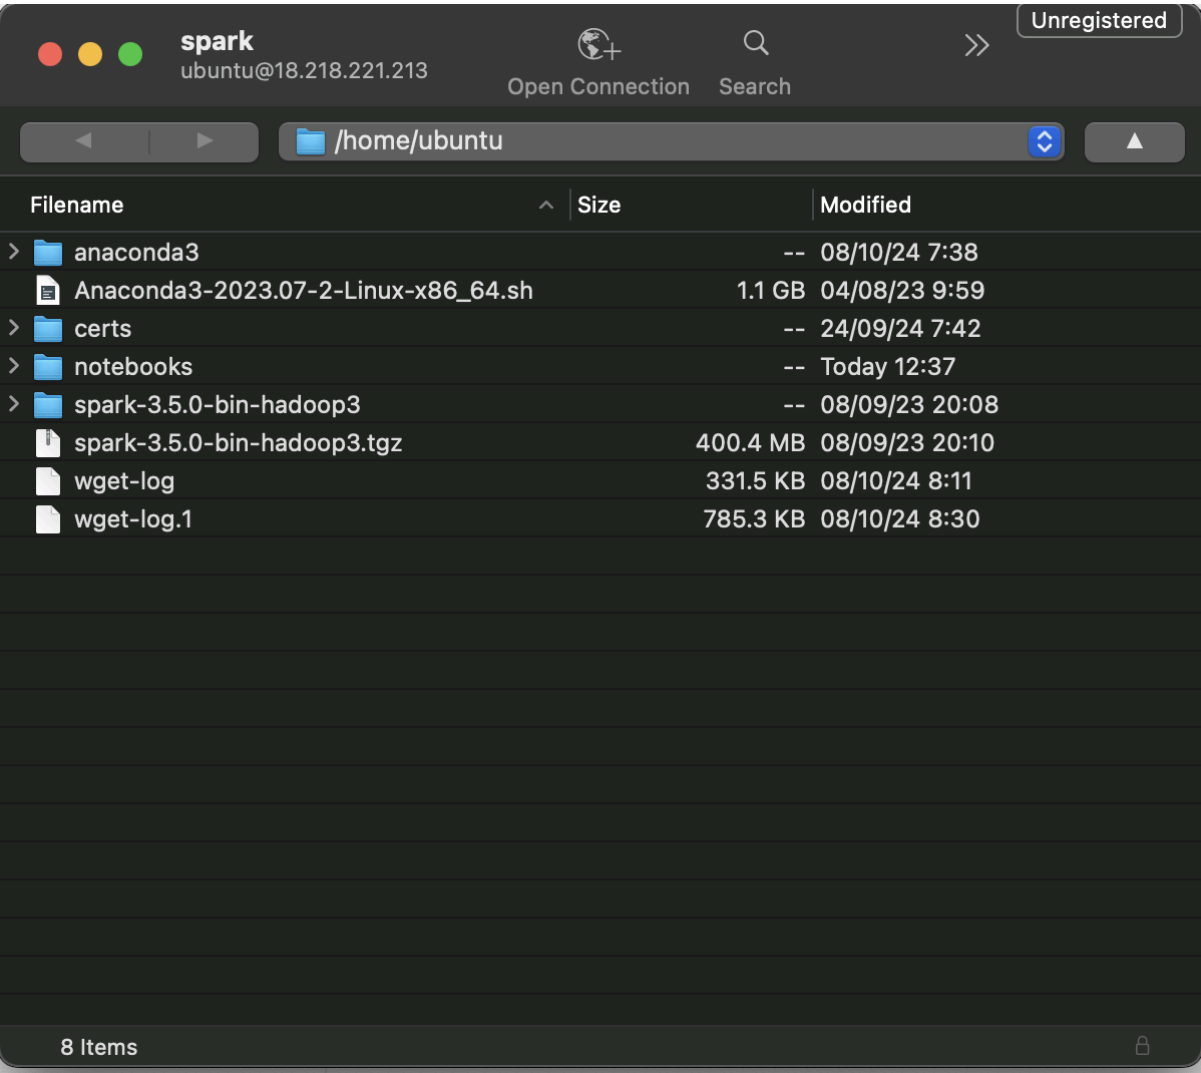 Unregistered
spark
ubuntu@18.218.221.213
Open Connection
Search
/home/ubuntu
Filename Size Modified
anaconda3 -- 08/10/24 7:38
Anaconda3-2023.07-2-Linux-x86_64.sh 1.1 GB 04/08/23 9:59
certs -- 24/09/24 7:42
notebooks -- Today 12:37
spark-3.5.0-bin-hadoop3 -- 08/09/23 20:08
spark-3.5.0-bin-hadoop3.tgz 400.4 MB 08/09/23 20:10
wget-log 331.5 KB 08/10/24 8:11
wget-log.1 785.3 KB 08/10/24 8:30
8 Items